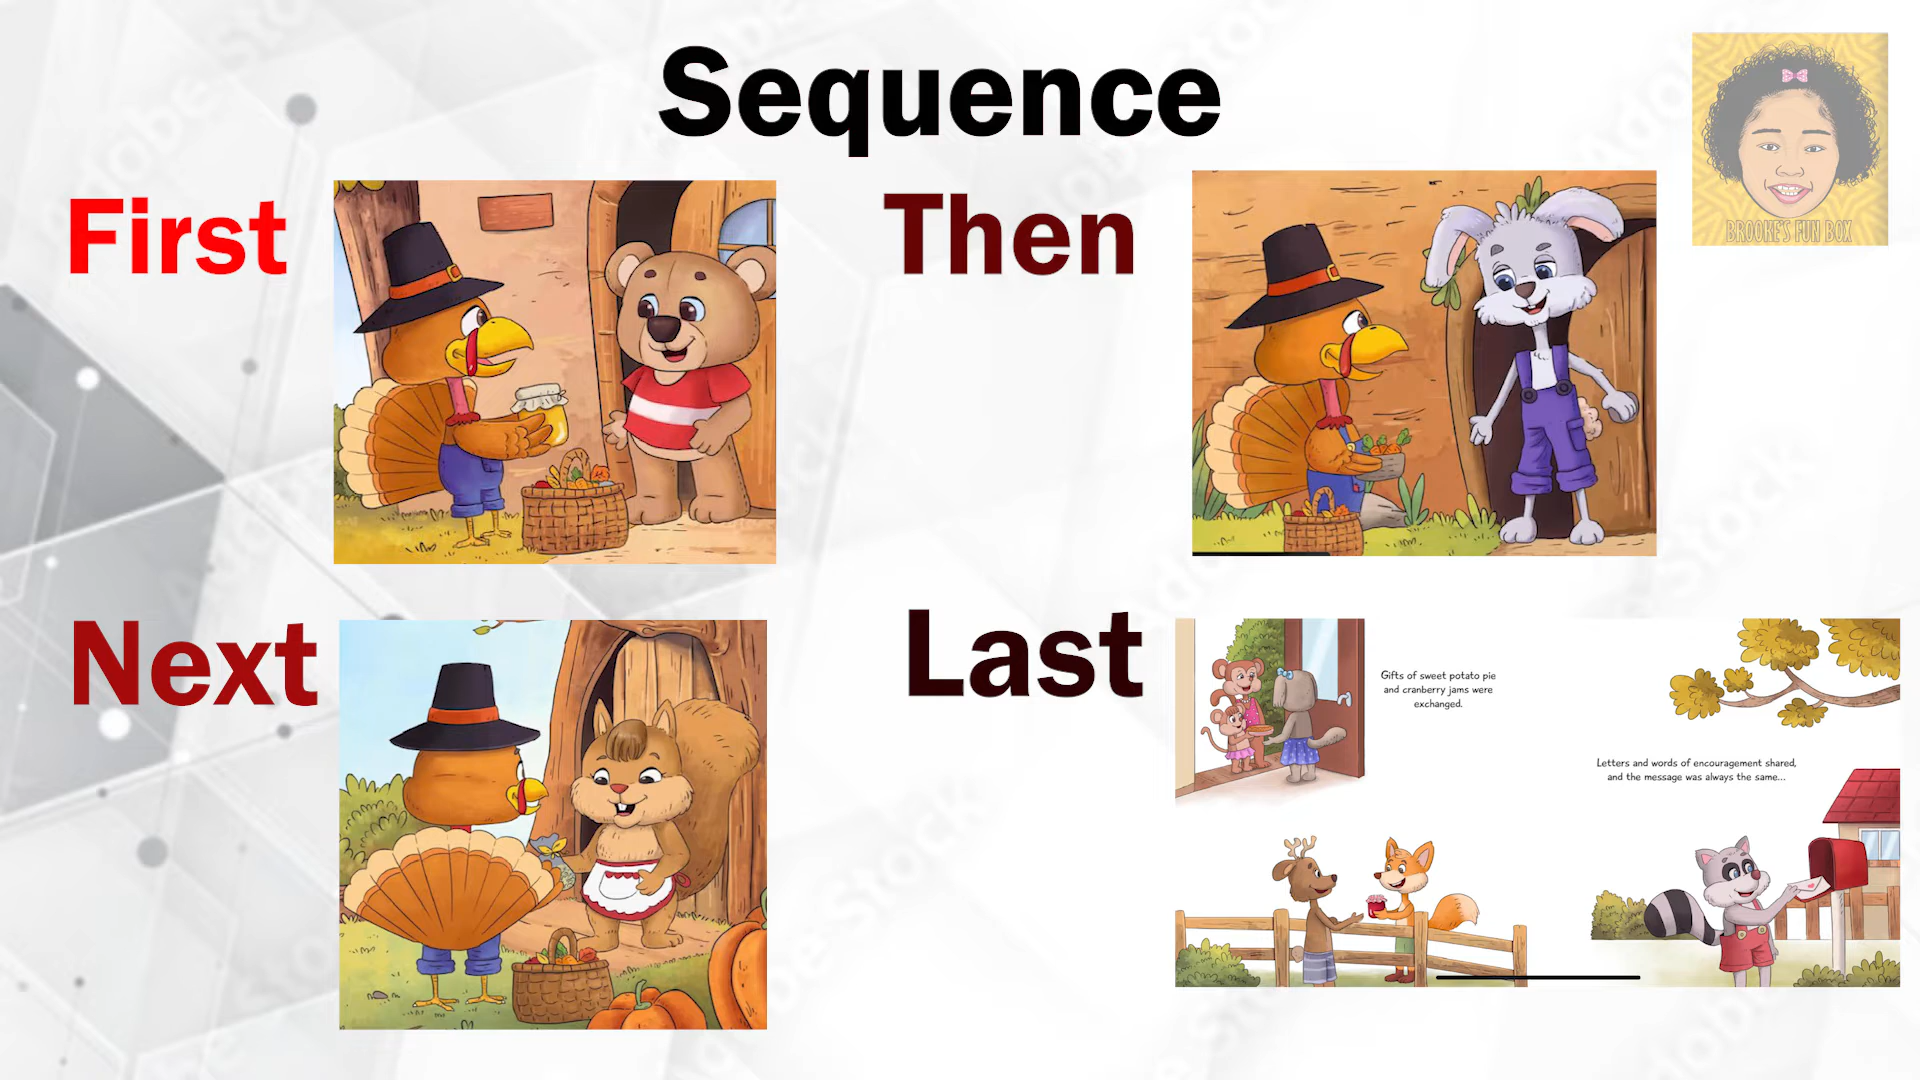 Sequence
First
Then
BROOKE'S FUN BOX
Next
Last
Gifts of sweet potato pie
and cranberry jams were
exchanged.
Letters and words of encouragement shared,
and the message was always the same...